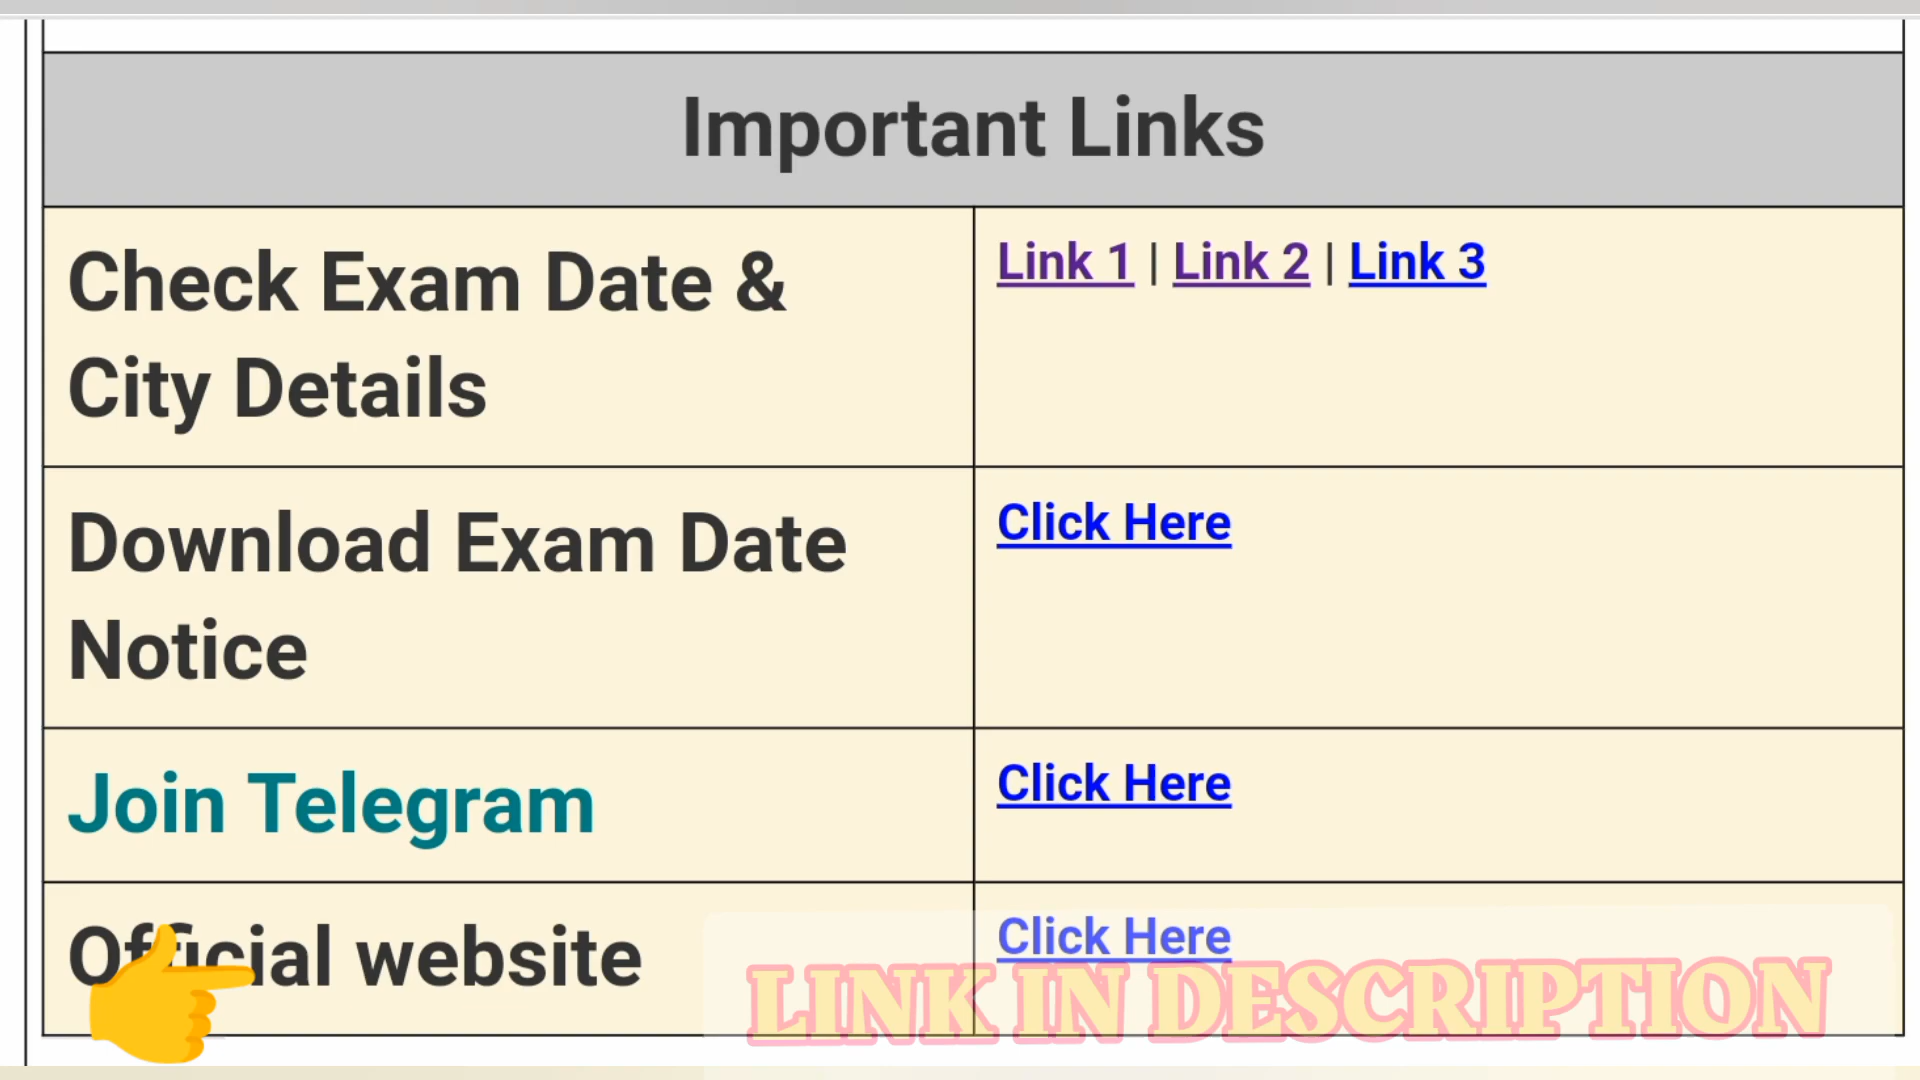 Important Links
Check Exam Date &
City Details
Link 1 | Link 2 | Link 3
Download Exam Date
Notice
Click Here
Join Telegram
Click Here
Official website
Click Here
LINK IN DESCRIPTION